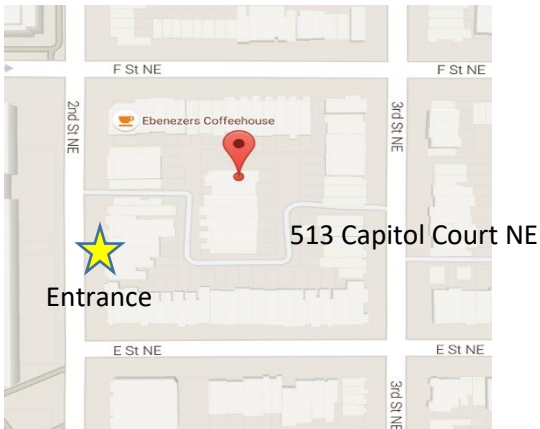 F St NE
F St NE
2nd St NE
Ebenezers Coffeehouse
3rd St NE
513 Capitol Court NE
Entrance
E St NE
E St NE
3rd St NE